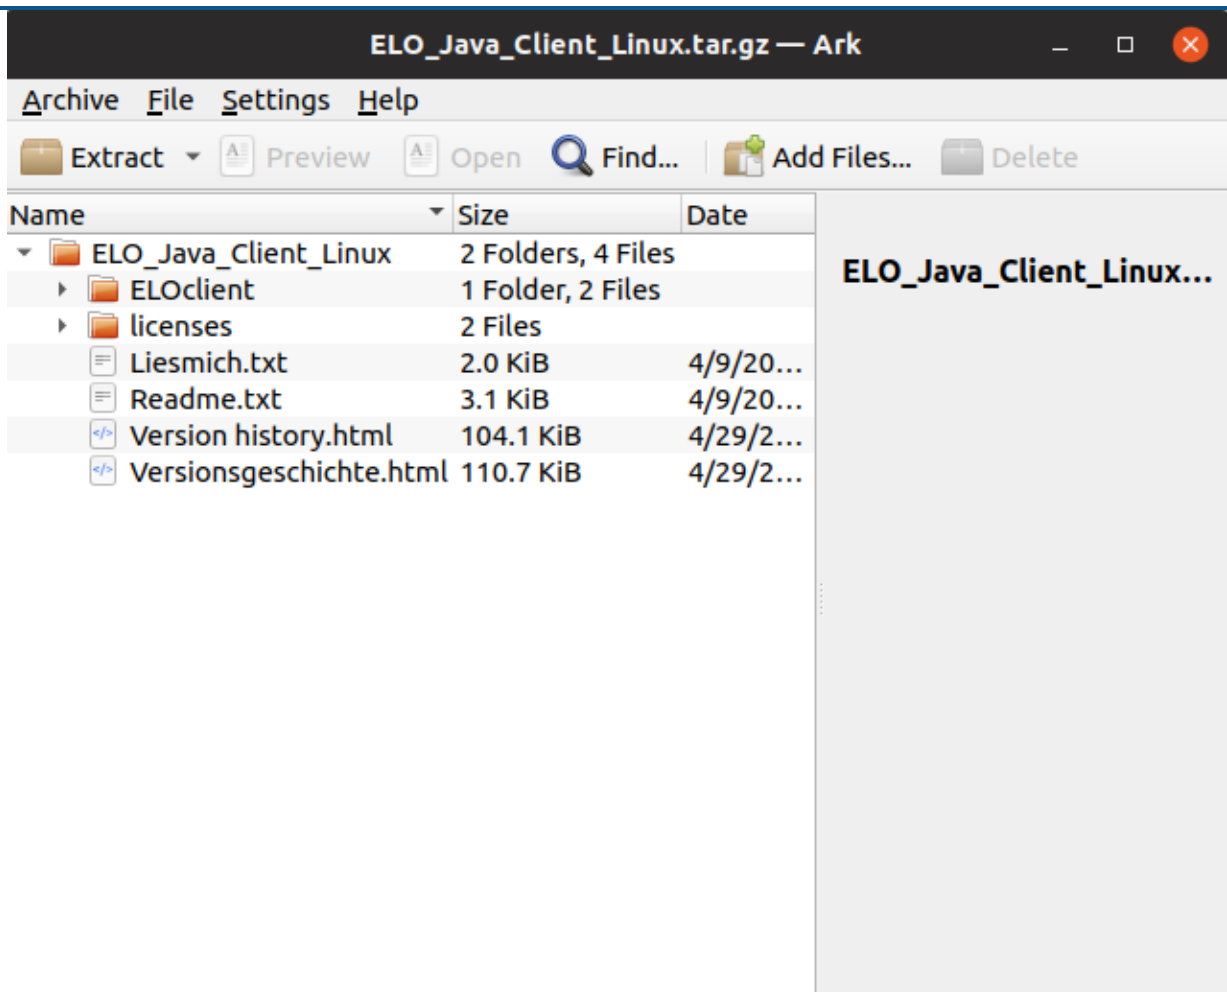 ELO_Java_Client_Linux.tar.gz — Ark
Archive File Settings Help
Extract Preview Open Find... Add Files... Delete
Name Size Date
ELO_Java_Client_Linux 2 Folders, 4 Files
ELO_Java_Client_Linux...
ELOclient 1 Folder, 2 Files
licenses 2 Files
Liesmich.txt 2.0 KiB 4/9/20...
Readme.txt 3.1 KiB 4/9/20...
Version history.html 104.1 KiB 4/29/2...
Versionsgeschichte.html 110.7 KiB 4/29/2...